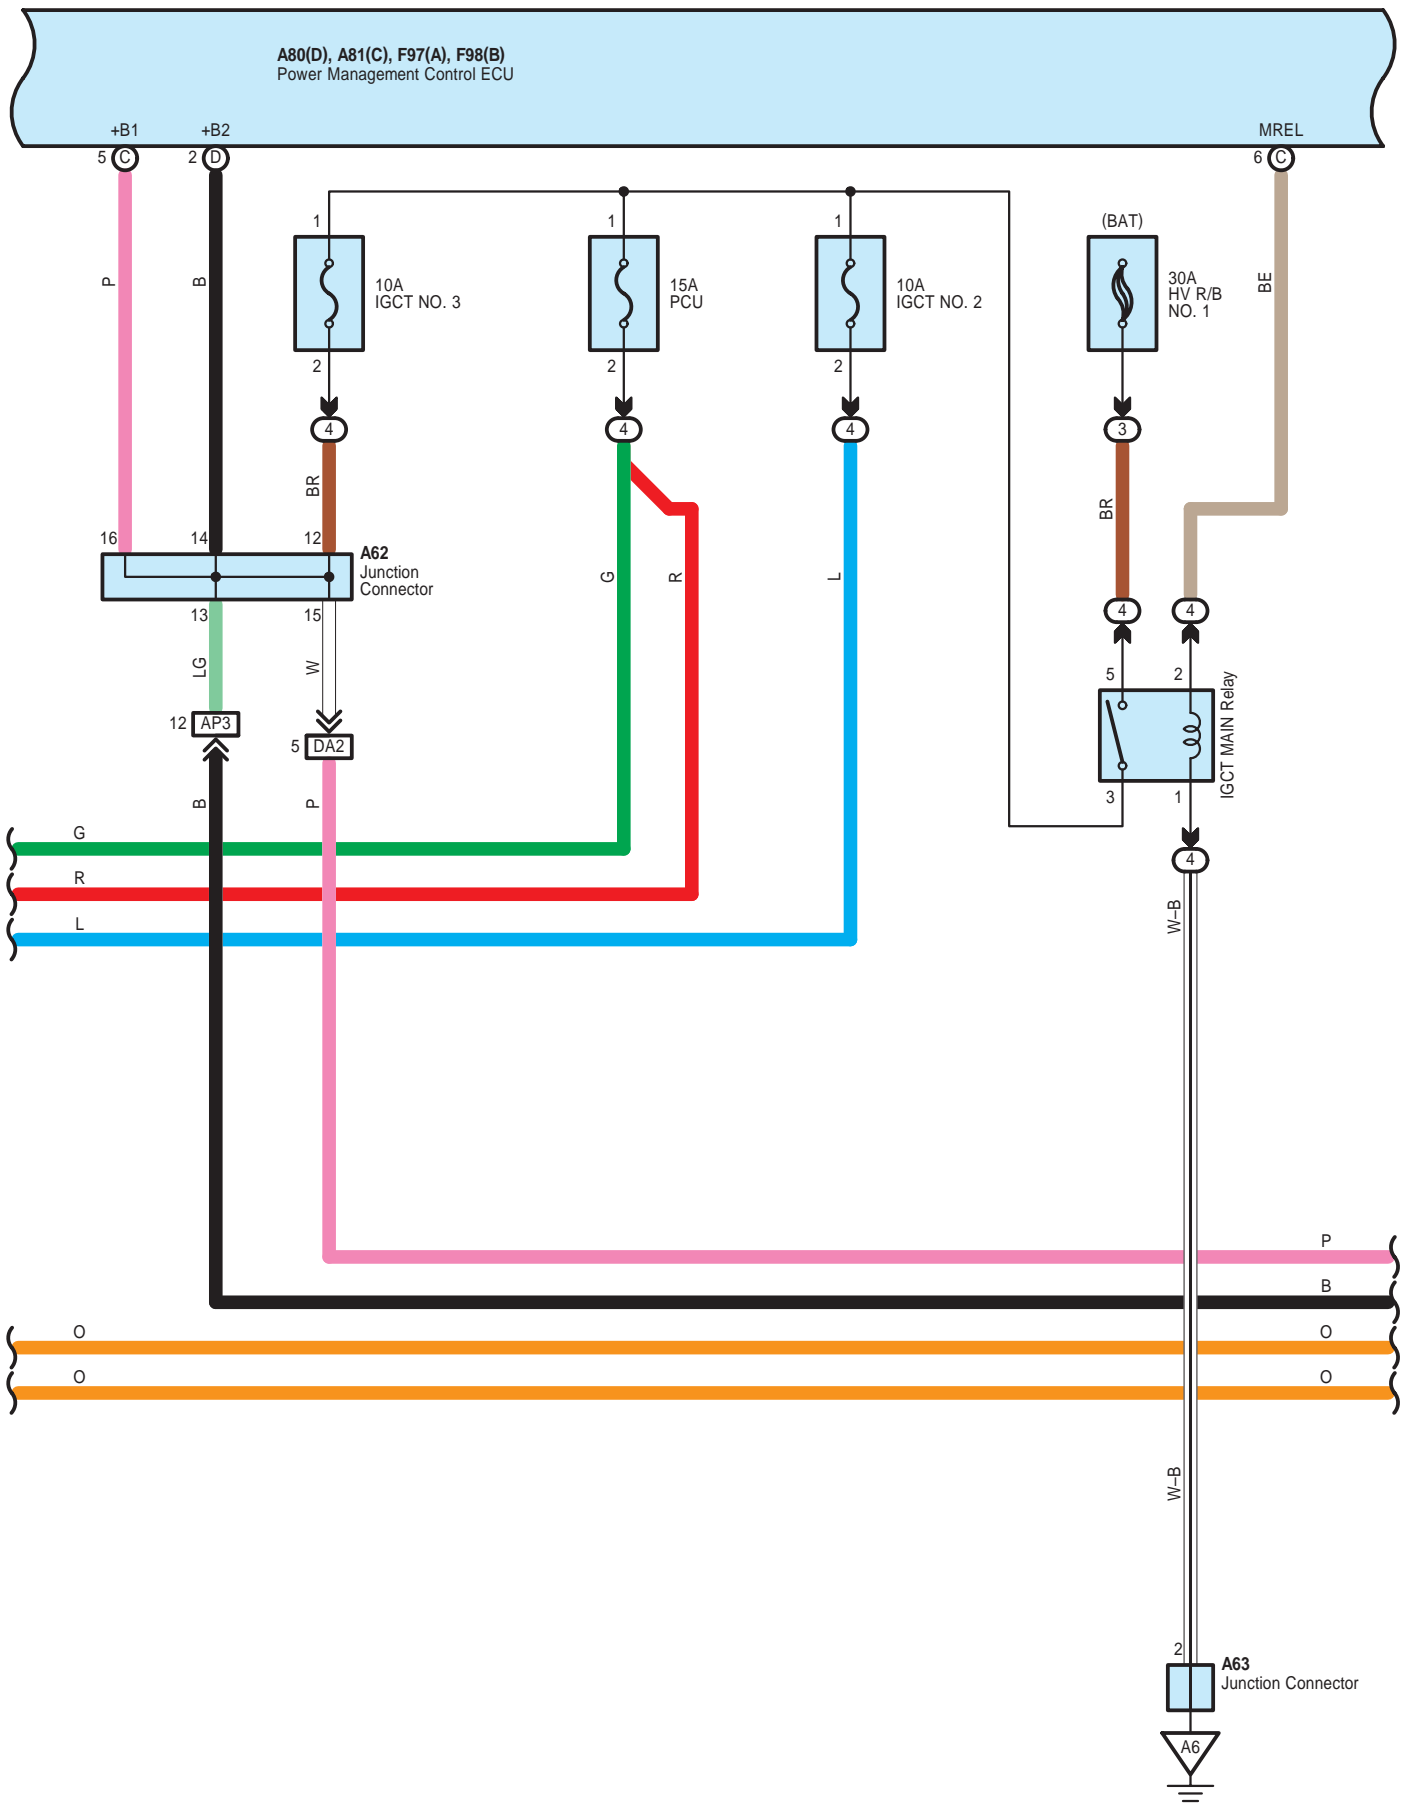 A80(D), A81(C), F97(A), F98(B)
Power Management Control ECU
+B1
+B2
MREL
5 C
2 D
6 C
1
1
1
(BAT)
P
B
10A
IGCT NO. 3
15A
PCU
10A
IGCT NO. 2
30A
HV R/B
NO. 1
BE
2
2
2
4
4
4
3
BR
BR
16
14
12
A62
Junction
Connector
G
R
L
13
15
4
4
LG
W
5
2
IGCT MAIN Relay
12 AP3
5 DA2
3
1
B
P
G
4
R
W–B
L
P
B
O
O
O
O
W–B
2
A63
Junction Connector
A6